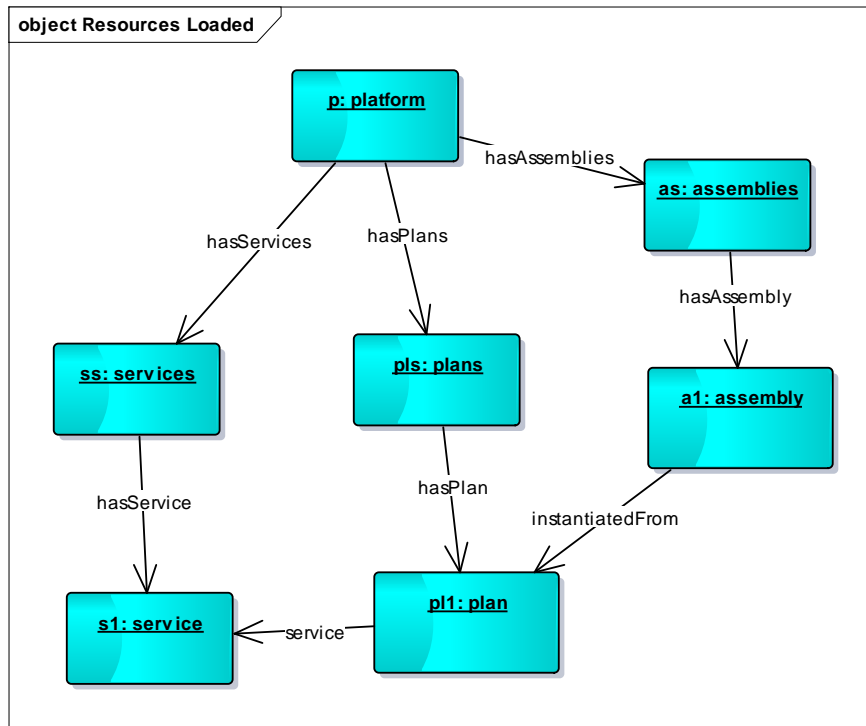 object Resources Loaded
p: platform
hasAssemblies
as: assemblies
hasServices
hasPlans
hasAssembly
ss: services
pls: plans
a1: assembly
hasService
hasPlan
instantiatedFrom
s1: service
service
pl1: plan